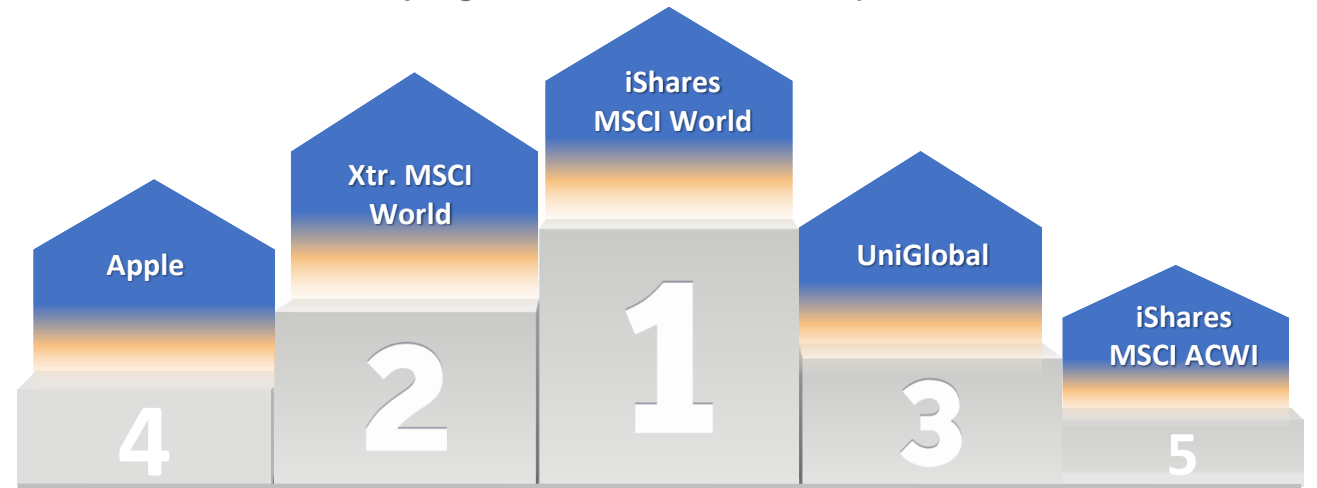 iShares
MSCI World
1
Xtr. MSCI
World
2
UniGlobal
3
Apple
4
iShares
MSCI ACWI
5